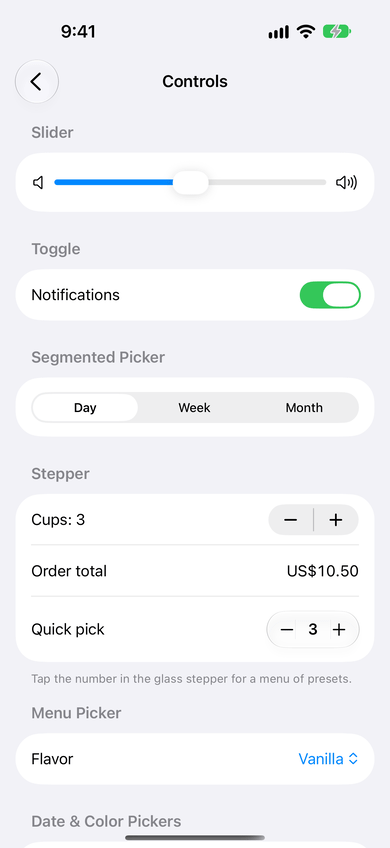 9:41
Controls
Slider
Toggle
Notifications
Segmented Picker
Day Week Month
Stepper
Cups: 3
Order total US$10.50
Quick pick 3
Tap the number in the glass stepper for a menu of presets.
Menu Picker
Flavor Vanilla
Date & Color Pickers